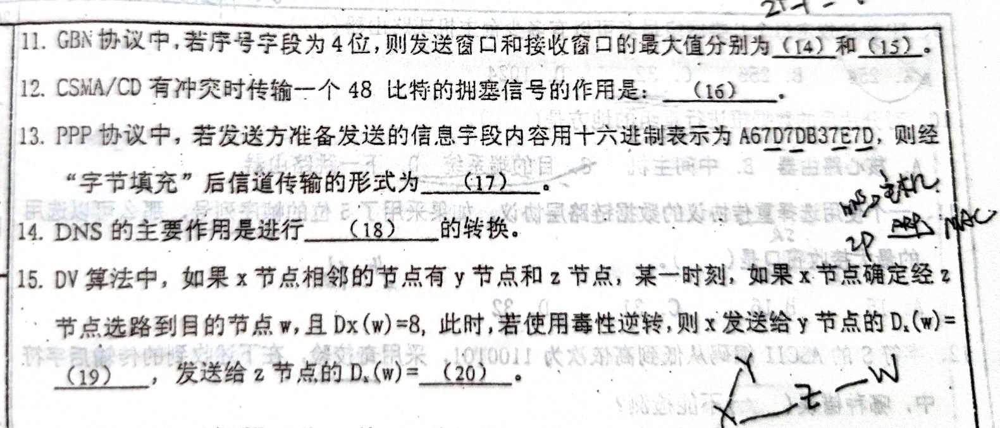 11. GBN 协议中,若序号字段为4位,则发送窗口和接收窗口的最大值分别为（14）和（15）。
12. CSMA/CD 有冲突时传输一个 48 比特的拥塞信号的作用是：（16）。
13. PPP 协议中，若发送方准备发送的信息字段内容用十六进制表示为 A67D7DB37E7D，则经
“字节填充”后信道传输的形式为（17）。
DNS→主机
14. DNS 的主要作用是进行（18）的转换。
IP ARP MAC
15. DV 算法中，如果 x 节点相邻的节点有 y 节点和 z 节点，某一时刻，如果 x 节点确定经 z
节点选路到目的节点 w,且 Dx(w)=8, 此时,若使用毒性逆转,则 x 发送给 y 节点的 Dx(w)=
（19），发送给 z 节点的 Dx(w)=（20）。
Y
Z W
X